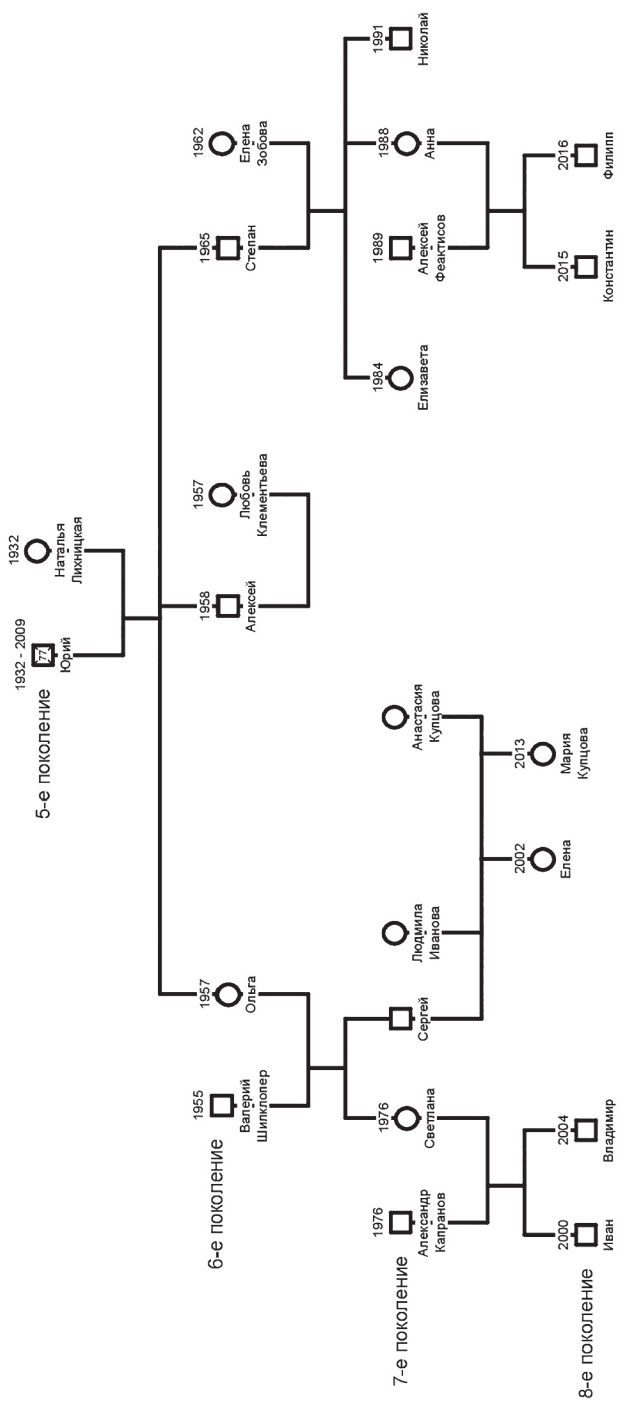 5-е поколение
1932 - 2009
77
Юрий
1932
Наталья
Лихницкая
6-е поколение
1955
Валерий
Шилклопер
1957
Ольга
1958
Алексей
1957
Любовь
Клементьева
1965
Степан
1962
Елена
Зобова
7-е поколение
1976
Александр
Капранов
1976
Светлана
Сергей
Людмила
Иванова
Анастасия
Купцова
1984
Елизавета
1989
Алексей
Феактисов
1988
Анна
1991
Николай
8-е поколение
2000
Иван
2004
Владимир
2002
Елена
2013
Мария
Купцова
2015
Константин
2016
Филипп